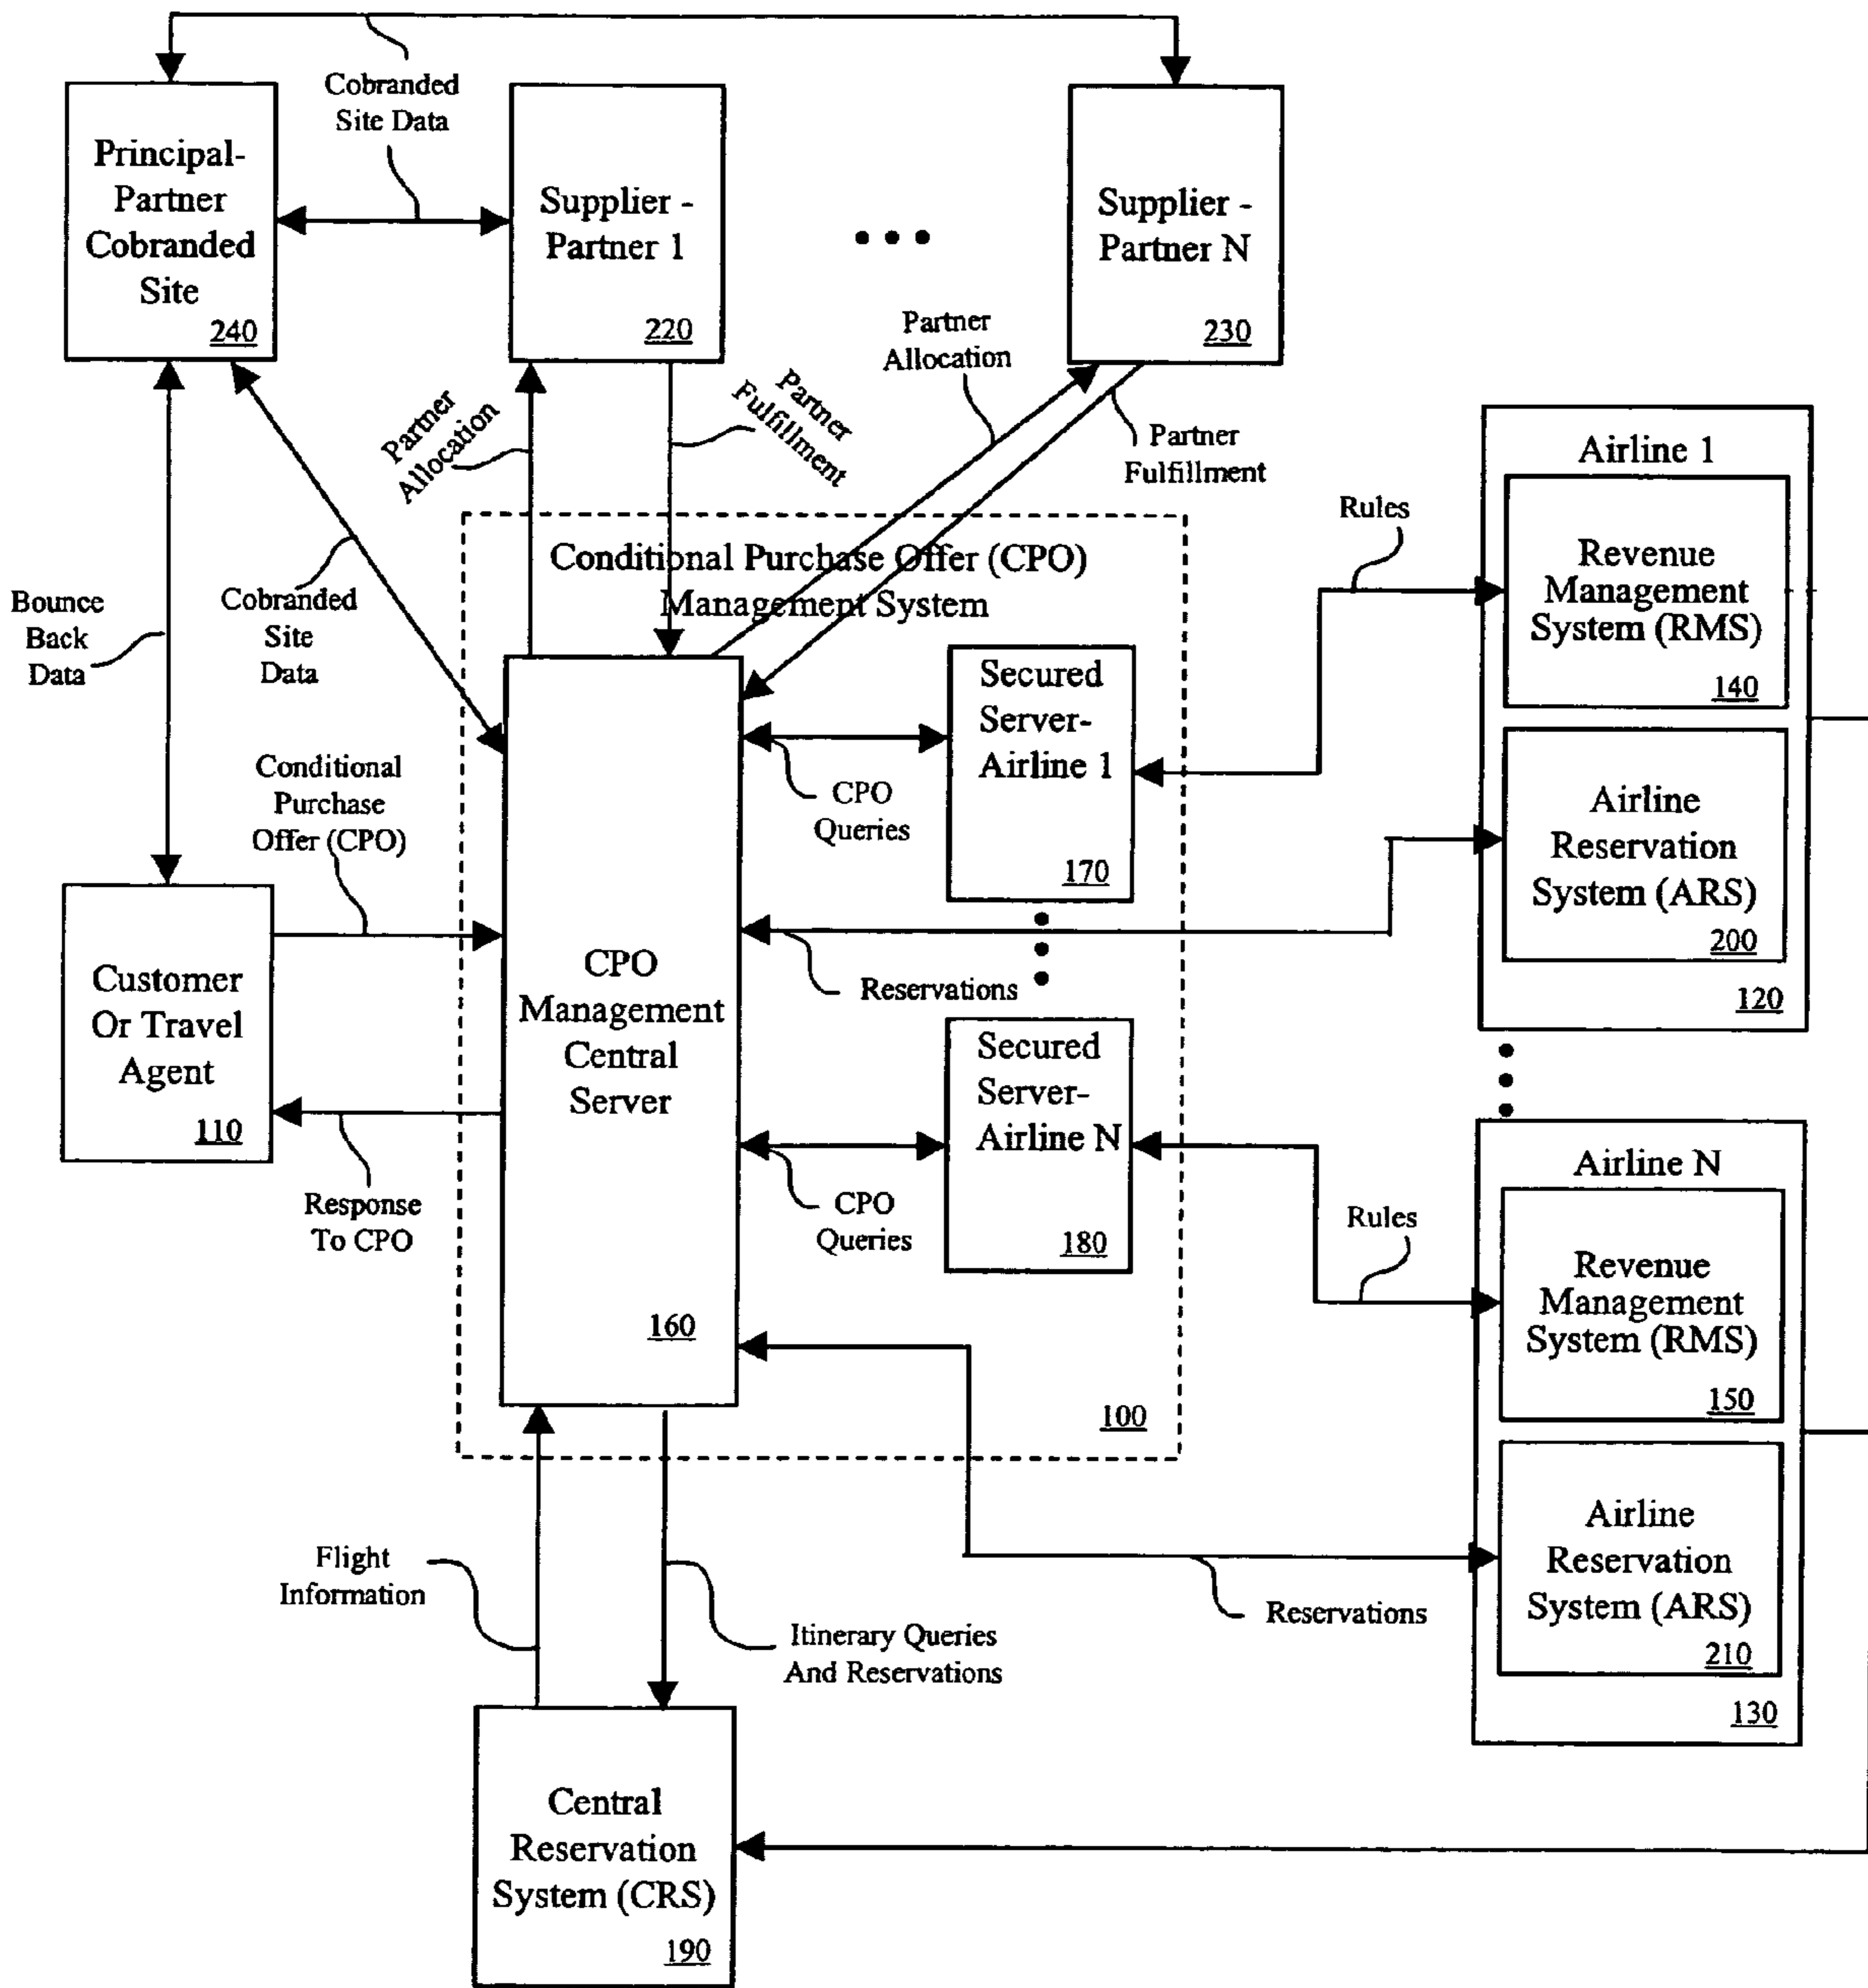 Cobranded
Site Data
Principal-
Partner
Cobranded
Site
240
Supplier -
Partner 1
220
Supplier -
Partner N
230
Partner
Allocation
Partner
Fulfillment
Partner
Allocation
Partner
Fulfillment
Bounce
Back
Data
Cobranded
Site
Data
Conditional Purchase Offer (CPO)
Management System
Conditional
Purchase
Offer (CPO)
Customer
Or Travel
Agent
110
Response
To CPO
CPO
Management
Central
Server
160
Secured
Server-
Airline 1
170
CPO
Queries
Reservations
Secured
Server-
Airline N
180
CPO
Queries
100
Rules
Airline 1
Revenue
Management
System (RMS)
140
Airline
Reservation
System (ARS)
200
120
Rules
Airline N
Revenue
Management
System (RMS)
150
Airline
Reservation
System (ARS)
210
130
Reservations
Flight
Information
Itinerary Queries
And Reservations
Central
Reservation
System (CRS)
190